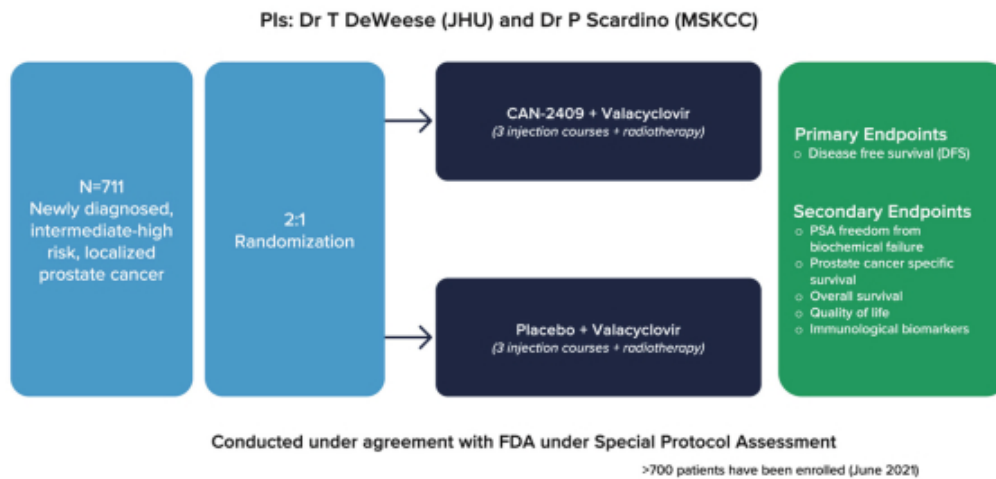 PIs: Dr T DeWeese (JHU) and Dr P Scardino (MSKCC)
N=711
Newly diagnosed,
intermediate-high
risk, localized
prostate cancer
2:1
Randomization
CAN-2409 + Valacyclovir
(3 injection courses + radiotherapy)
Placebo + Valacyclovir
(3 injection courses + radiotherapy)
Primary Endpoints
○ Disease free survival (DFS)
Secondary Endpoints
○ PSA freedom from
biochemical failure
○ Prostate cancer specific
survival
○ Overall survival
○ Quality of life
○ Immunological biomarkers
Conducted under agreement with FDA under Special Protocol Assessment
>700 patients have been enrolled (June 2021)